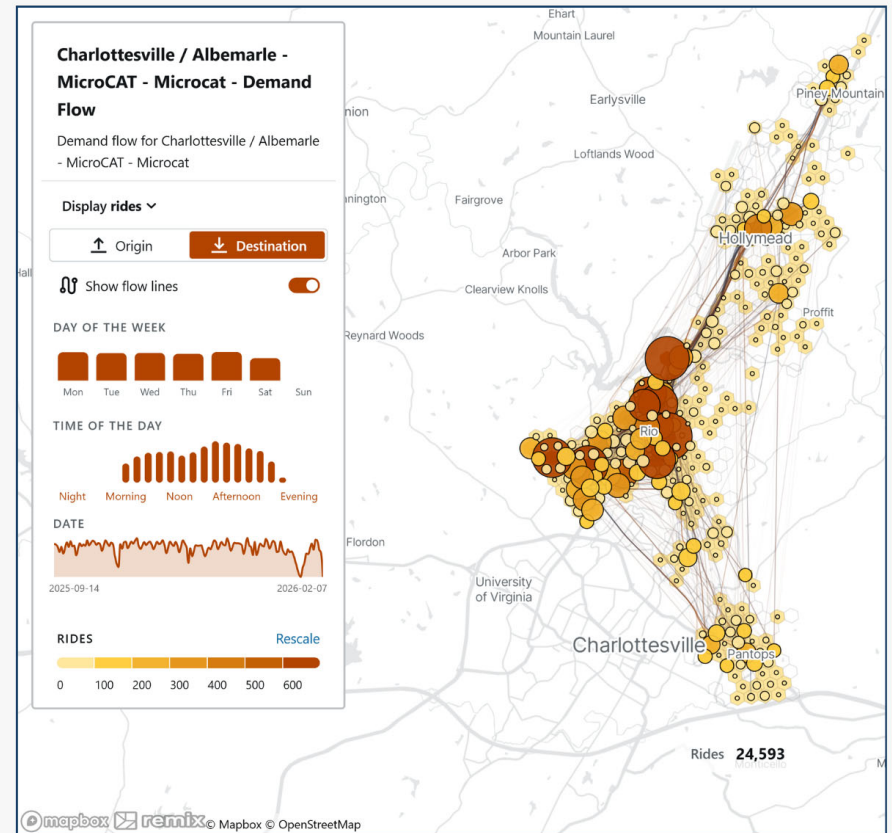 Charlottesville / Albemarle -
MicroCAT - Microcat - Demand
Flow
Demand flow for Charlottesville / Albemarle
- MicroCAT - Microcat
Display rides
Origin
Destination
Show flow lines
DAY OF THE WEEK
Mon Tue Wed Thu Fri Sat Sun
TIME OF THE DAY
Night Morning Noon Afternoon Evening
DATE
2025-09-14 2026-02-07
RIDES Rescale
0 100 200 300 400 500 600
Ehart
Mountain Laurel
Piney Mountain
Earlysville
Loftlands Wood
Fairgrove
Hollymead
Arbor Park
Clearview Knolls
Proffit
Reynard Woods
Rio
Flordon
University
of Virginia
Charlottesville
Pantops
Rides 24,593
Monticello
mapbox remix © Mapbox © OpenStreetMap